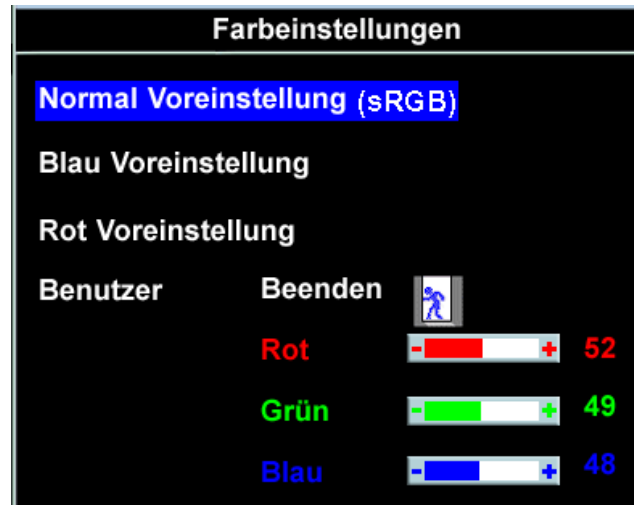 Farbeinstellungen
Normal Voreinstellung (sRGB)
Blau Voreinstellung
Rot Voreinstellung
Benutzer Beenden
Rot - + 52
Grün - + 49
Blau - + 48